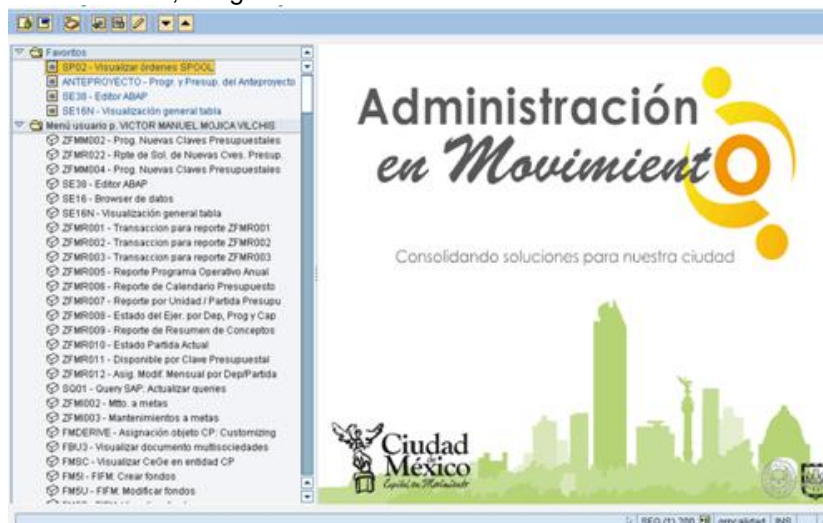 Favoritos
SP02 - Visualizar órdenes SPOOL
ANTEPROYECTO - Progr. y Presup. del Anteproyecto
SE38 - Editor ABAP
SE16N - Visualización general tabla
Menú usuario p. VICTOR MANUEL MOJICA VILCHIS
ZFMM002 - Prog. Nuevas Claves Presupuestales
ZFMR022 - Rpte de Sol. de Nuevas Cves. Presup.
ZFMM004 - Prog. Nuevas Claves Presupuestales
SE38 - Editor ABAP
SE16 - Browser de datos
SE16N - Visualización general tabla
ZFMR001 - Transaccion para reporte ZFMR001
ZFMR002 - Transaccion para reporte ZFMR002
ZFMR003 - Transaccion para reporte ZFMR003
ZFMR005 - Reporte Programa Operativo Anual
ZFMR006 - Reporte de Calendario Presupuesto
ZFMR007 - Reporte por Unidad / Partida Presupu
ZFMR008 - Estado del Ejer. por Dep, Prog y Cap
ZFMR009 - Reporte de Resumen de Conceptos
ZFMR010 - Estado Partida Actual
ZFMR011 - Disponible por Clave Presupuestal
ZFMR012 - Asig. Modif. Mensual por Dep/Partida
SQ01 - Query SAP: Actualizar queries
ZFMI002 - Mtto. a metas
ZFMI003 - Mantenimientos a metas
FMDERIVE - Asignación objeto CP: Customizing
FBU3 - Visualizar documento multisociedades
FMSC - Visualizar CeGe en entidad CP
FM5I - FIFM: Crear fondos
FM5U - FIFM: Modificar fondos
Administración
en Movimiento
Consolidando soluciones para nuestra ciudad
Ciudad
de
México
Capital en Movimiento
INS